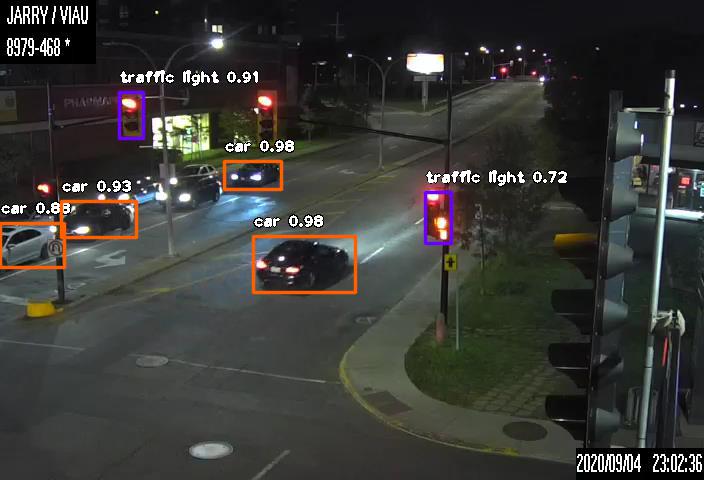 JARRY / VIAU
8979-468 *
traffic light 0.91
PHARMA
car 0.98
car 0.93
traffic light 0.72
car 0.88
car 0.98
2020/09/04 23:02:36